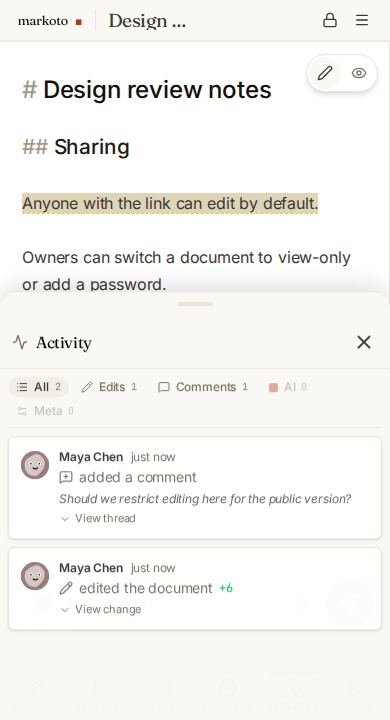 markoto
Design ...
# Design review notes
## Sharing
Anyone with the link can edit by default.
Owners can switch a document to view-only
or add a password.
Activity
All 2 Edits 1 Comments 1 AI 0
Meta 0
Maya Chen just now
added a comment
Should we restrict editing here for the public version?
View thread
Maya Chen just now
edited the document +6
View change